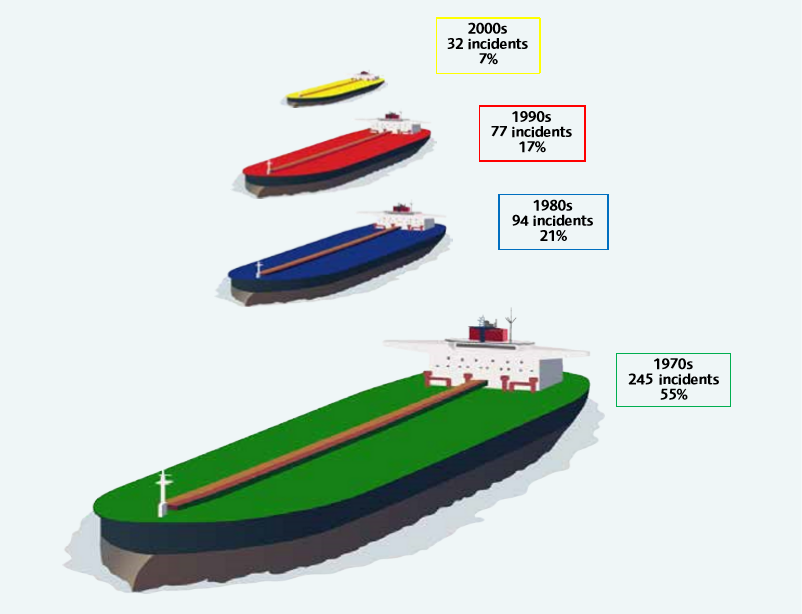 2000s
32 incidents
7%
1990s
77 incidents
17%
1980s
94 incidents
21%
1970s
245 incidents
55%